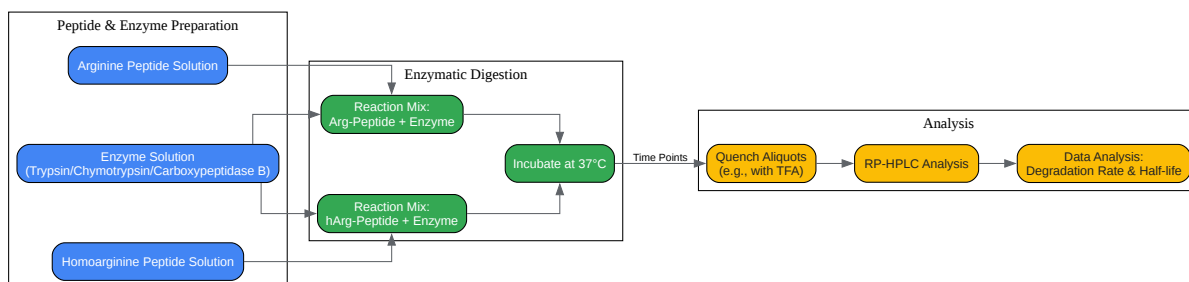 Peptide & Enzyme Preparation
Arginine Peptide Solution
Enzyme Solution
(Trypsin/Chymotrypsin/Carboxypeptidase B)
Homoarginine Peptide Solution
Enzymatic Digestion
Reaction Mix:
Arg-Peptide + Enzyme
Reaction Mix:
hArg-Peptide + Enzyme
Incubate at 37°C
Time Points
Analysis
Quench Aliquots
(e.g., with TFA)
RP-HPLC Analysis
Data Analysis:
Degradation Rate & Half-life